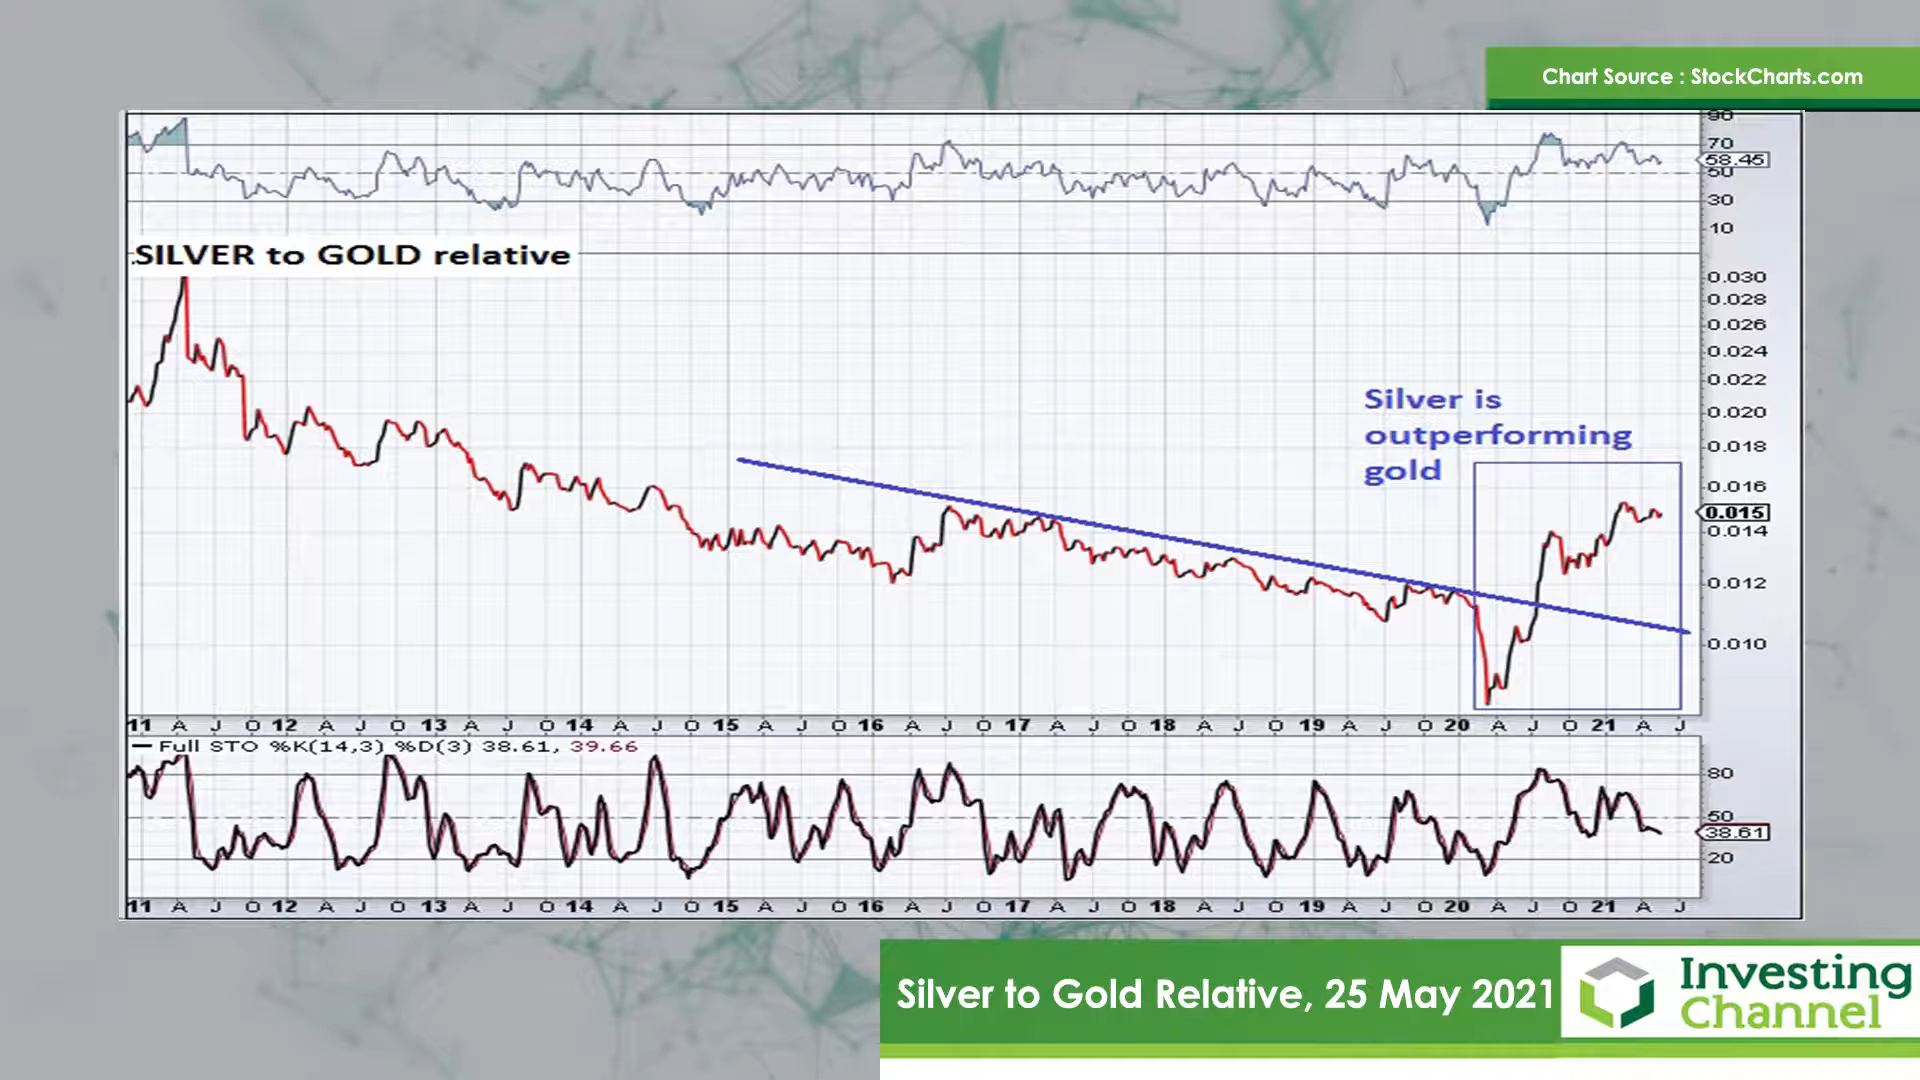 Chart Source : StockCharts.com
90
70
58.45
50
30
10
SILVER to GOLD relative
0.030
0.028
0.026
0.024
0.022
0.020
0.018
0.016
0.015
0.014
0.012
0.010
Silver is
outperforming
gold
11 A J O 12 A J O 13 A J O 14 A J O 15 A J O 16 A J O 17 A J O 18 A J O 19 A J O 20 A J O 21 A J
Full STO %K(14,3) %D(3) 38.61, 39.66
80
50
38.61
20
11 A J O 12 A J O 13 A J O 14 A J O 15 A J O 16 A J O 17 A J O 18 A J O 19 A J O 20 A J O 21 A J
Silver to Gold Relative, 25 May 2021
Investing
Channel